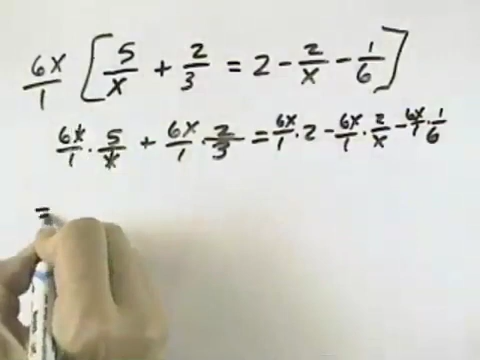 6x/1 [5/x + 2/3 = 2 - 2/x - 1/6]
6x/1 · 5/x + 6x/1 · 2/3 = 6x/1 · 2 - 6x/1 · 2/x - 6x/1 · 1/6
=